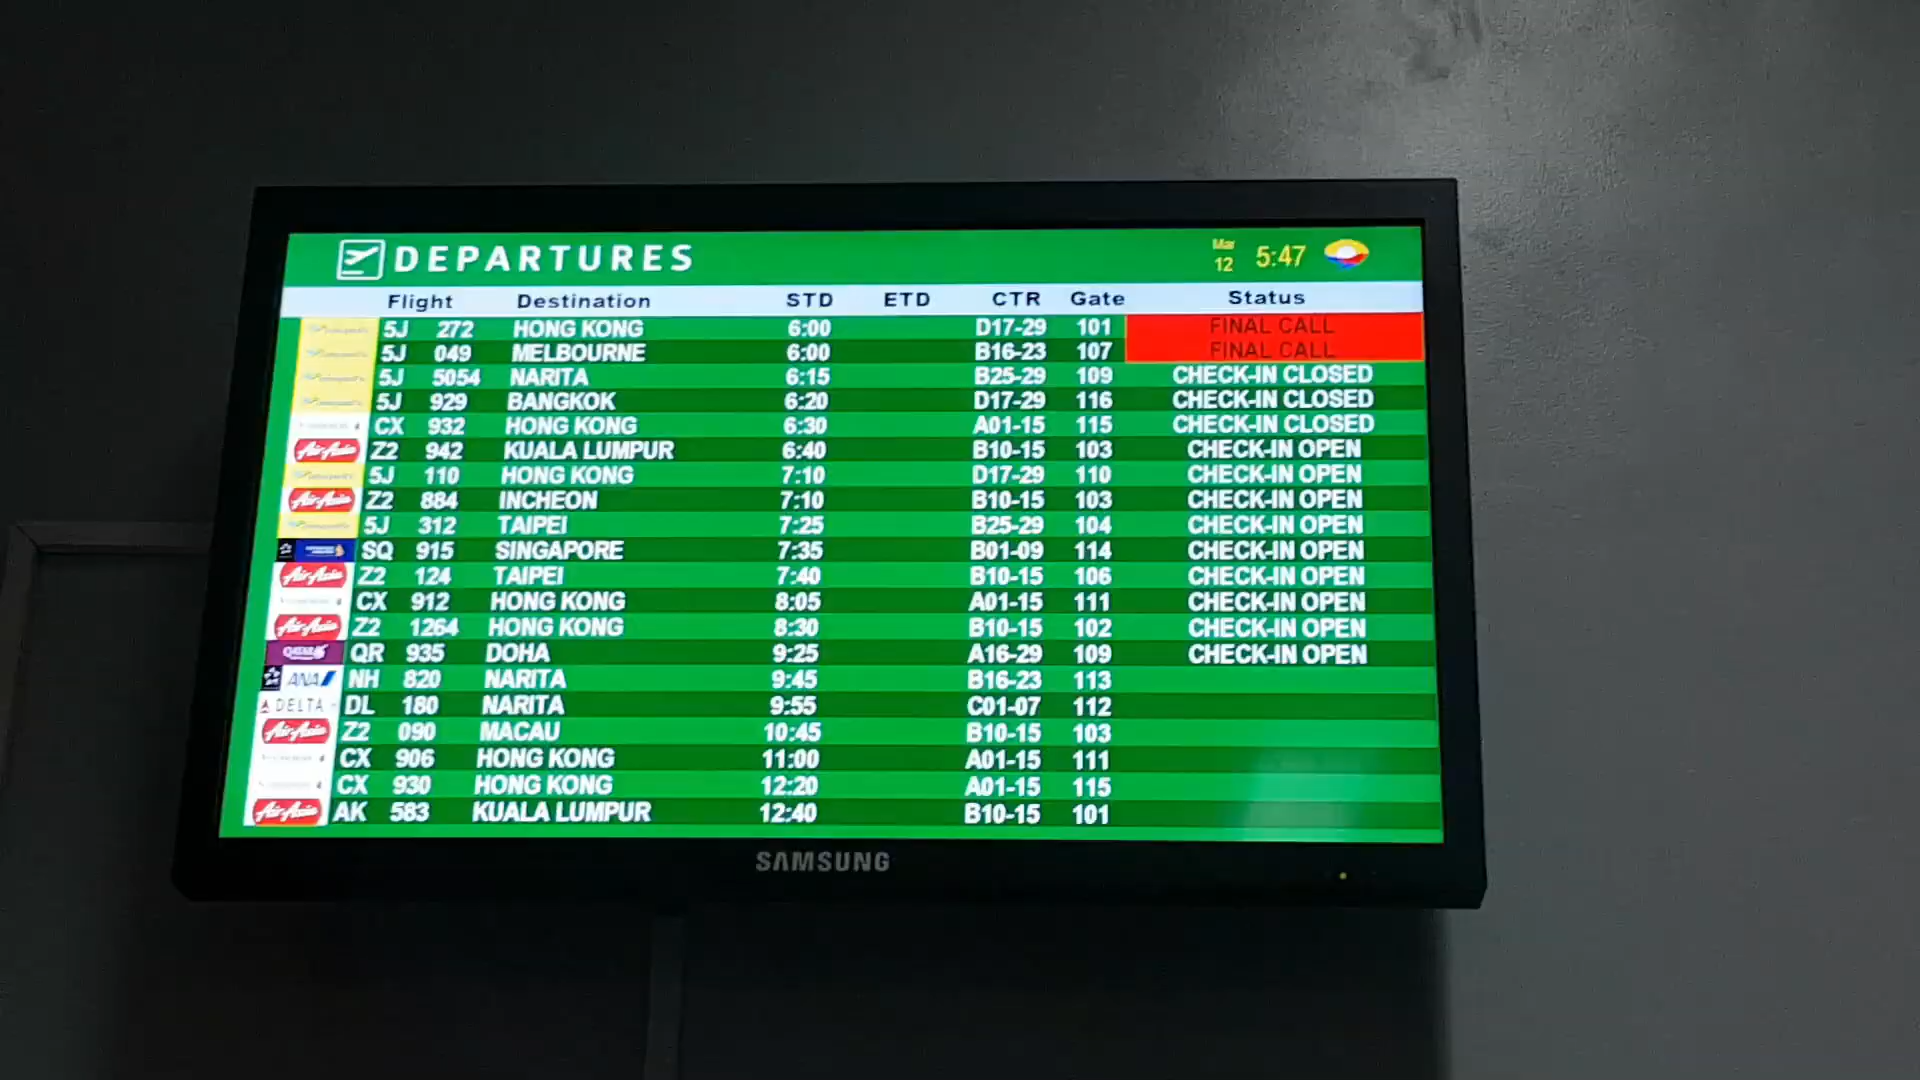 DEPARTURES Mar 12 5:47
Flight Destination STD ETD CTR Gate Status
5J 272 HONG KONG 6:00 D17-29 101 FINAL CALL
5J 049 MELBOURNE 6:00 B16-23 107 FINAL CALL
5J 5054 NARITA 6:15 B25-29 109 CHECK-IN CLOSED
5J 929 BANGKOK 6:20 D17-29 116 CHECK-IN CLOSED
CX 932 HONG KONG 6:30 A01-15 115 CHECK-IN CLOSED
AirAsia Z2 942 KUALA LUMPUR 6:40 B10-15 103 CHECK-IN OPEN
5J 110 HONG KONG 7:10 D17-29 110 CHECK-IN OPEN
AirAsia Z2 884 INCHEON 7:10 B10-15 103 CHECK-IN OPEN
5J 312 TAIPEI 7:25 B25-29 104 CHECK-IN OPEN
SQ 915 SINGAPORE 7:35 B01-09 114 CHECK-IN OPEN
AirAsia Z2 124 TAIPEI 7:40 B10-15 106 CHECK-IN OPEN
CX 912 HONG KONG 8:05 A01-15 111 CHECK-IN OPEN
AirAsia Z2 1264 HONG KONG 8:30 B10-15 102 CHECK-IN OPEN
QATAR QR 935 DOHA 9:25 A16-29 109 CHECK-IN OPEN
ANA NH 820 NARITA 9:45 B16-23 113
DELTA DL 180 NARITA 9:55 C01-07 112
AirAsia Z2 090 MACAU 10:45 B10-15 103
CX 906 HONG KONG 11:00 A01-15 111
CX 930 HONG KONG 12:20 A01-15 115
AirAsia AK 583 KUALA LUMPUR 12:40 B10-15 101
SAMSUNG